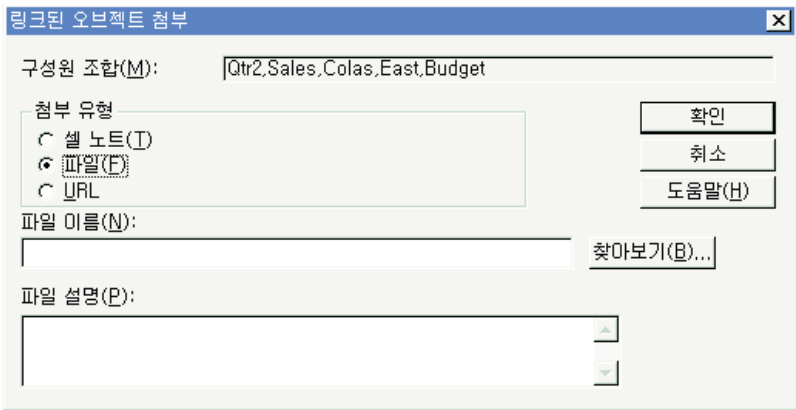 링크된 오브젝트 첨부
구성원 조합(M): Qtr2,Sales,Colas,East,Budget
첨부 유형
셀 노트(T)
파일(F)
URL
확인
취소
도움말(H)
파일 이름(N):
찾아보기(B)...
파일 설명(P):